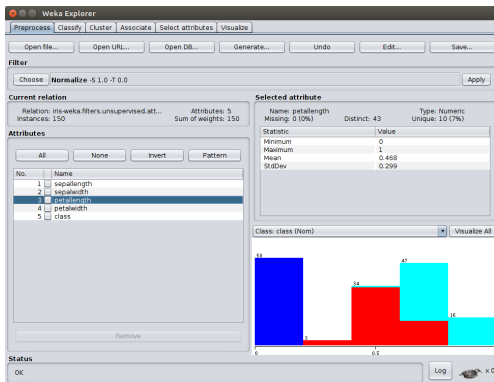 Weka Explorer
Preprocess Classify Cluster Associate Select attributes Visualize
Open file... Open URL... Open DB... Generate... Undo Edit... Save...
Filter
Choose Normalize -S 1.0 -T 0.0 Apply
Current relation
Relation: iris-weka.filters.unsupervised.att... Attributes: 5
Instances: 150 Sum of weights: 150
Attributes
All None Invert Pattern
No. Name
1 sepallength
2 sepalwidth
3 petallength
4 petalwidth
5 class
Remove
Selected attribute
Name: petallength Type: Numeric
Missing: 0 (0%) Distinct: 43 Unique: 10 (7%)
Statistic Value
Minimum 0
Maximum 1
Mean 0.468
StdDev 0.299
Class: class (Nom) Visualize All
50
3
34
47
16
0 0.5
Status
OK Log x 0